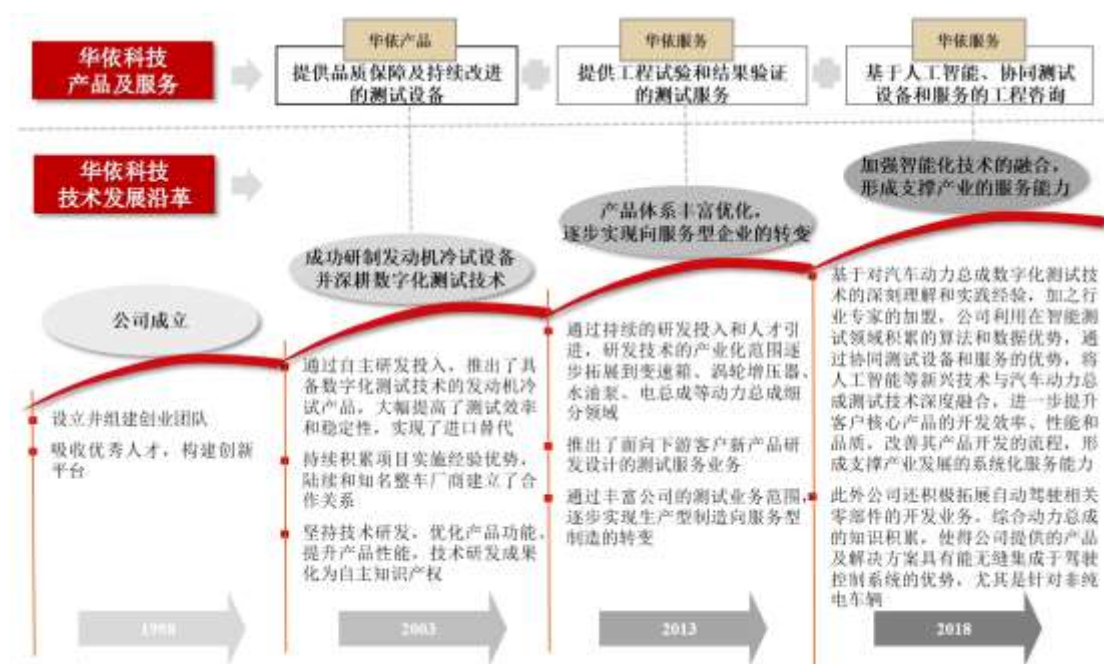 华依科技
产品及服务
华依产品
提供品质保障及持续改进
的测试设备
华依服务
提供工程试验和结果验证
的测试服务
华依服务
基于人工智能、协同测试
设备和服务的工程咨询
华依科技
技术发展沿革
公司成立
成功研制发动机冷试设备
并深耕数字化测试技术
产品体系丰富优化，
逐步实现向服务型企业的转变
加强智能化技术的融合，
形成支撑产业的服务能力
设立并组建创业团队
吸收优秀人才，构建创新
平台
通过自主研发投入，推出了具
备数字化测试技术的发动机冷
试产品，大幅提高了测试效率
和稳定性，实现了进口替代
持续积累项目实施经验优势，
陆续和知名整车厂商建立了合
作关系
坚持技术研发，优化产品功能，
提升产品性能，技术研发成果
化为自主知识产权
通过持续的研发投入和人才引
进，研发技术的产业化范围逐
步拓展到变速箱、涡轮增压器、
水油泵、电总成等动力总成细
分领域
推出了面向下游客户新产品研
发设计的测试服务业务
通过丰富公司的测试业务范围，
逐步实现生产型制造向服务型
制造的转变
基于对汽车动力总成数字化测试技
术的深刻理解和实践经验，加之行
业专家的加盟，公司利用在智能测
试领域积累的算法和数据优势，通
过协同测试设备和服务的优势，将
人工智能等新兴技术与汽车动力总
成测试技术深度融合，进一步提升
客户核心产品的开发效率、性能和
品质，改善其产品开发的流程，形
成支撑产业发展的系统化服务能力
此外公司还积极拓展自动驾驶相关
零部件的开发业务。综合动力总成
的知识积累，使得公司提供的产品
及解决方案具有能无缝集成于驾驶
控制系统的优势，尤其是针对非纯
电车辆
1998
2003
2013
2018